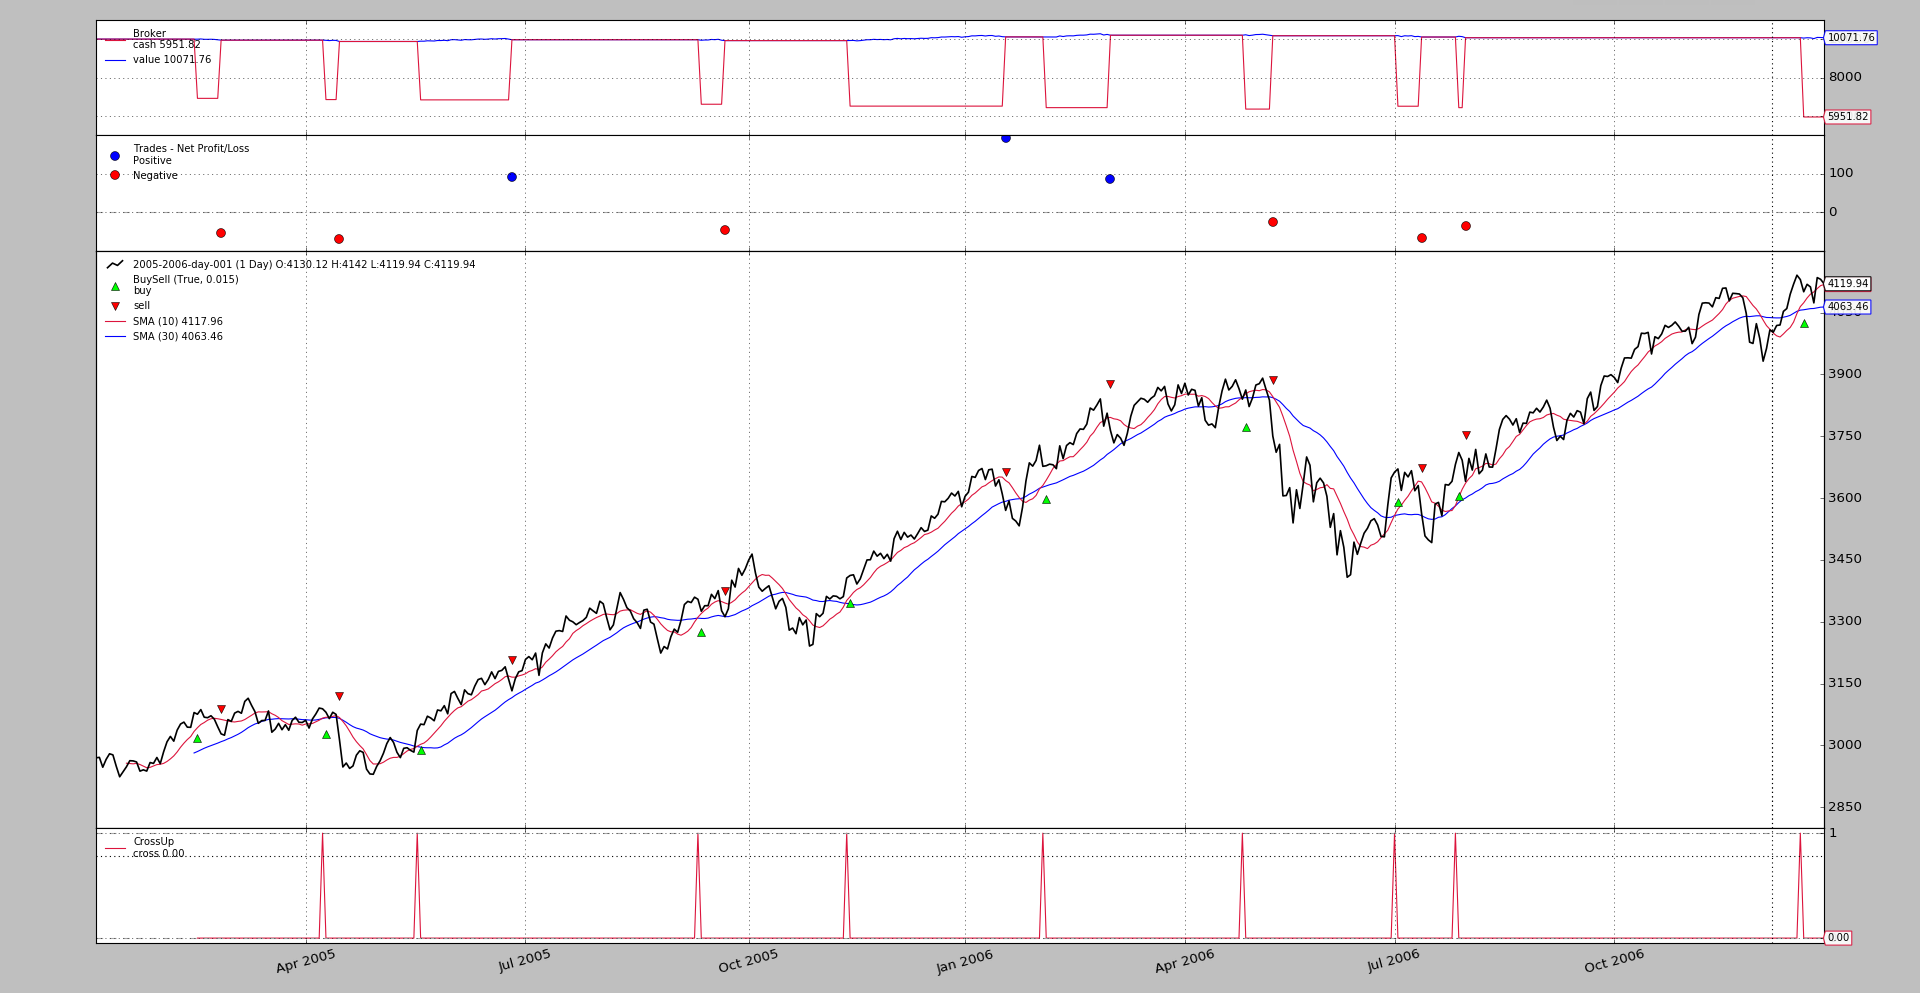 Broker
cash 5951.82
value 10071.76
10071.76
8000
5951.82
Trades - Net Profit/Loss
Positive
Negative
100
0
2005-2006-day-001 (1 Day) O:4130.12 H:4142 L:4119.94 C:4119.94
BuySell (True, 0.015)
buy
sell
SMA (10) 4117.96
SMA (30) 4063.46
4119.94
4063.46
3900
3750
3600
3450
3300
3150
3000
2850
CrossUp
cross 0.00
1
0.00
Apr 2005
Jul 2005
Oct 2005
Jan 2006
Apr 2006
Jul 2006
Oct 2006